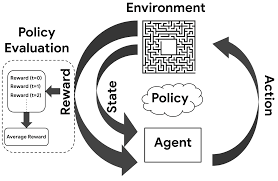 Environment
Policy
Evaluation
Reward (t=0)
Reward (t=1)
Reward (t=2)
Average Reward
Reward
State
Policy
Action
Agent